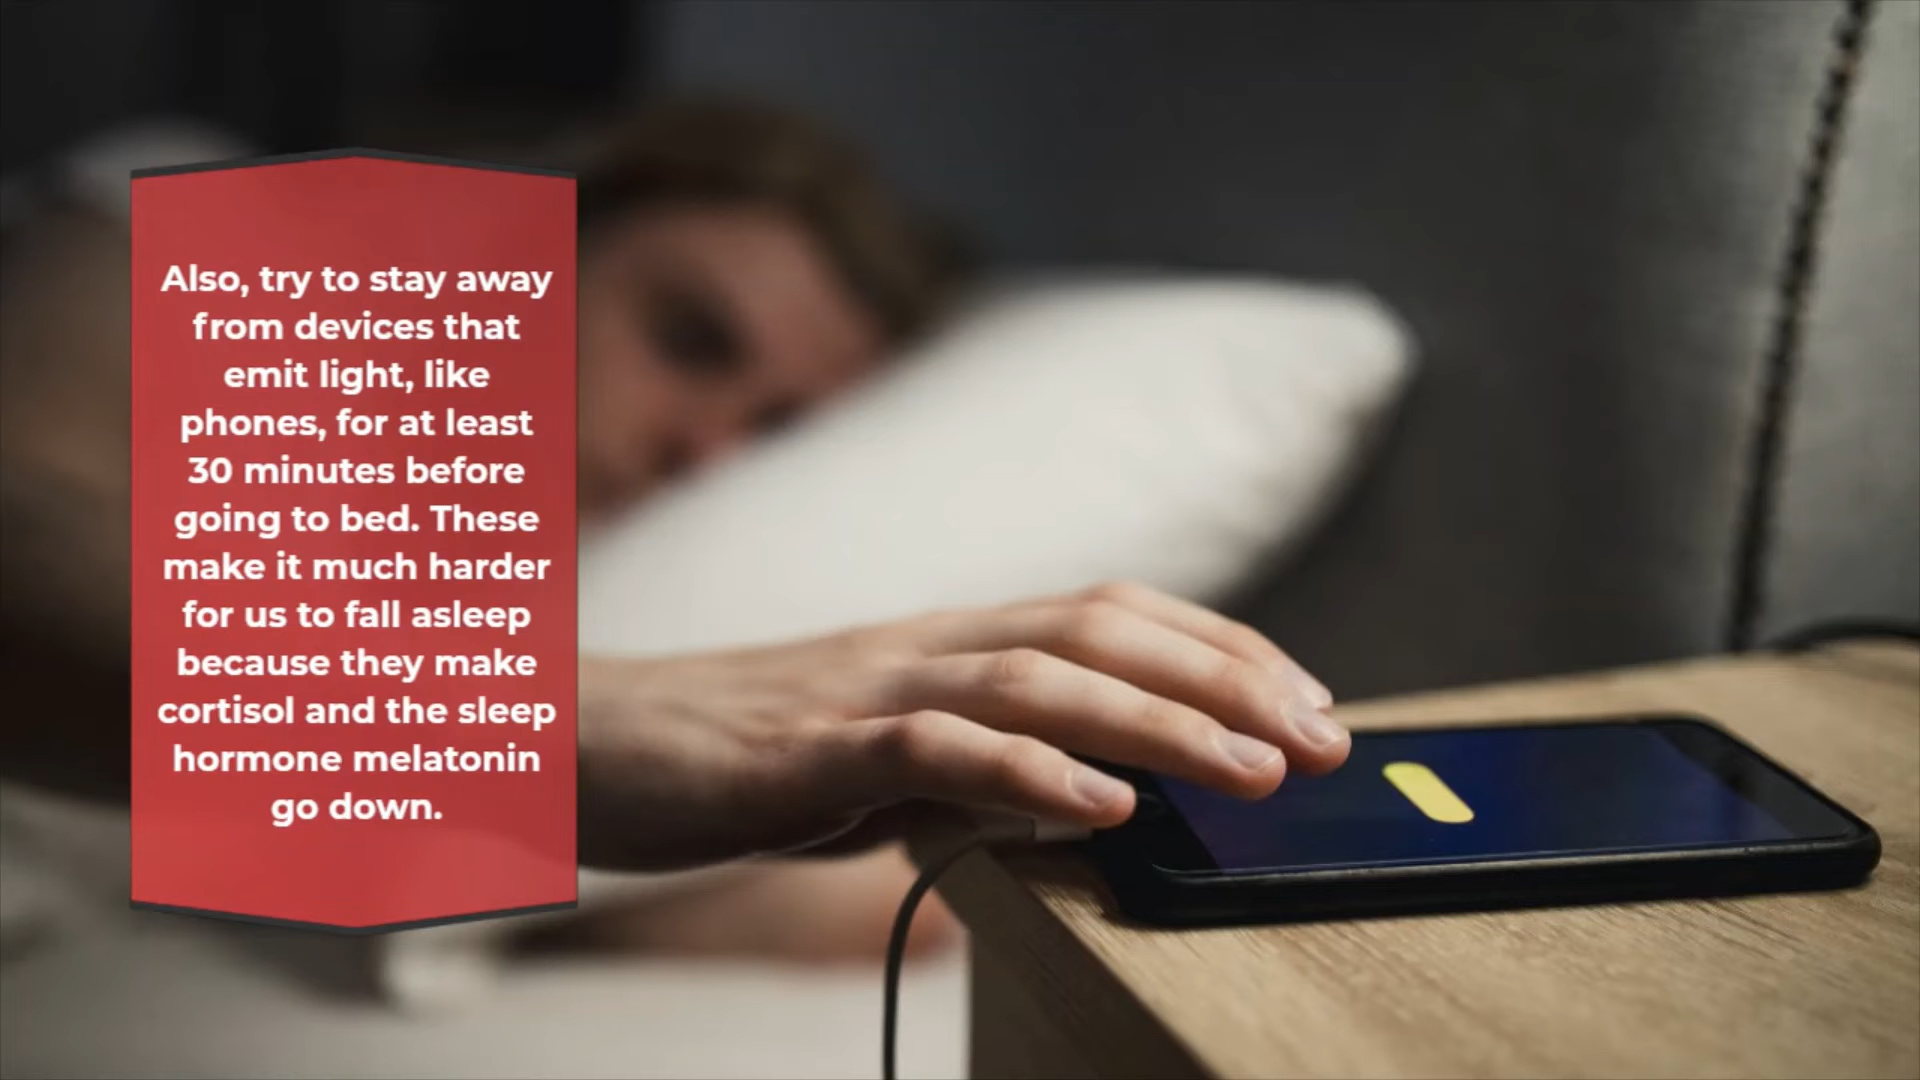 Also, try to stay away
from devices that
emit light, like
phones, for at least
30 minutes before
going to bed. These
make it much harder
for us to fall asleep
because they make
cortisol and the sleep
hormone melatonin
go down.